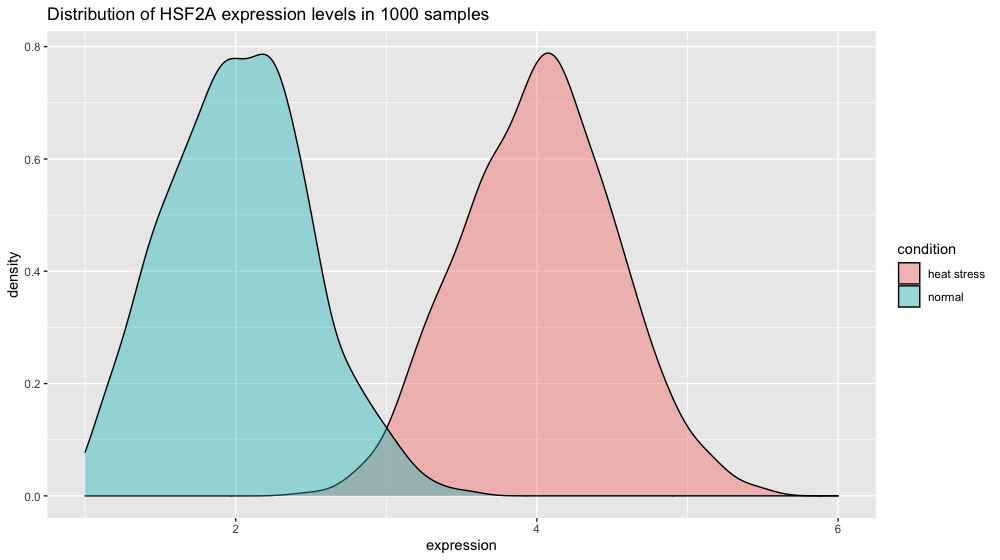 Distribution of HSF2A expression levels in 1000 samples
0.8
0.6
0.4
0.2
0.0
density
2
4
6
expression
condition
heat stress
normal